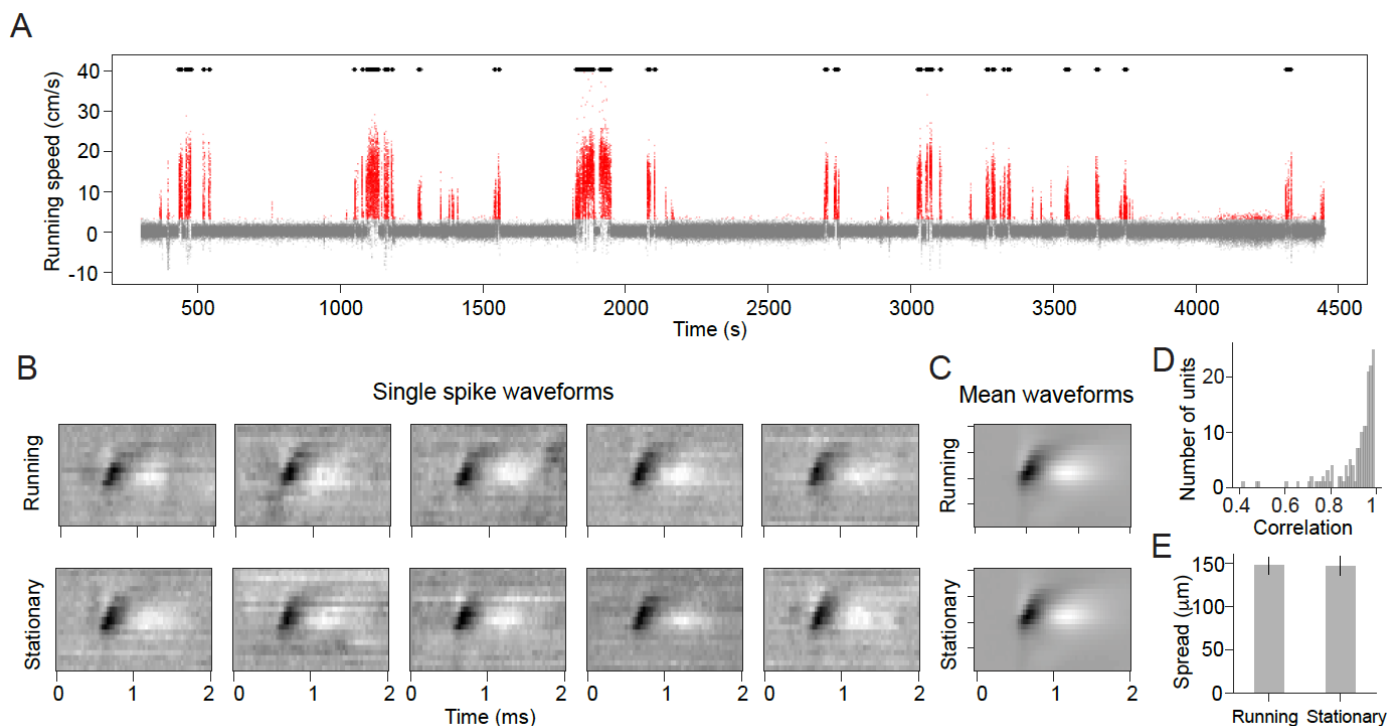 A
Running speed (cm/s)
40
30
20
10
0
-10
500 1000 1500 2000 2500 3000 3500 4000 4500
Time (s)
B
Single spike waveforms
Running
Stationary
0 1 2 0 1 2 0 1 2 0 1 2 0 1 2
Time (ms)
C
Mean waveforms
Running
Stationary
0 1 2
D
Number of units
20
10
0
0.4 0.6 0.8 1
Correlation
E
Spread (μm)
150
100
50
0
Running Stationary